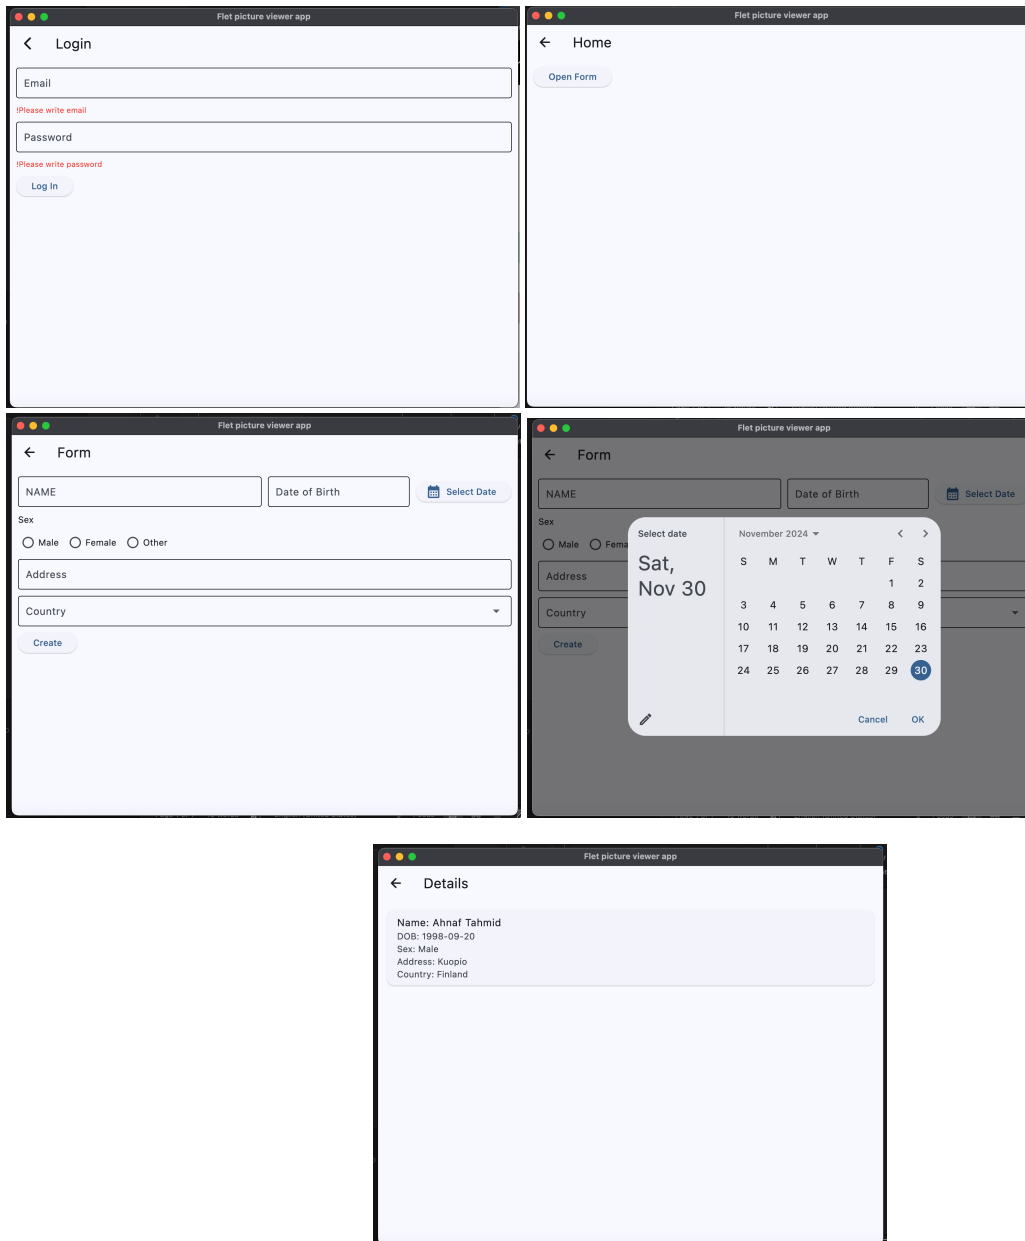 Flet picture viewer app
Login
Email
!Please write email
Password
!Please write password
Log In
Flet picture viewer app
Home
Open Form
Flet picture viewer app
Form
NAME
Date of Birth
Select Date
Sex
Male
Female
Other
Address
Country
Create
Flet picture viewer app
Form
NAME
Date of Birth
Select Date
Sex
Male
Fema
Address
Country
Create
Select date
Sat,
Nov 30
November 2024
S M T W T F S
1 2
3 4 5 6 7 8 9
10 11 12 13 14 15 16
17 18 19 20 21 22 23
24 25 26 27 28 29 30
Cancel
OK
Flet picture viewer app
Details
Name: Ahnaf Tahmid
DOB: 1998-09-20
Sex: Male
Address: Kuopio
Country: Finland